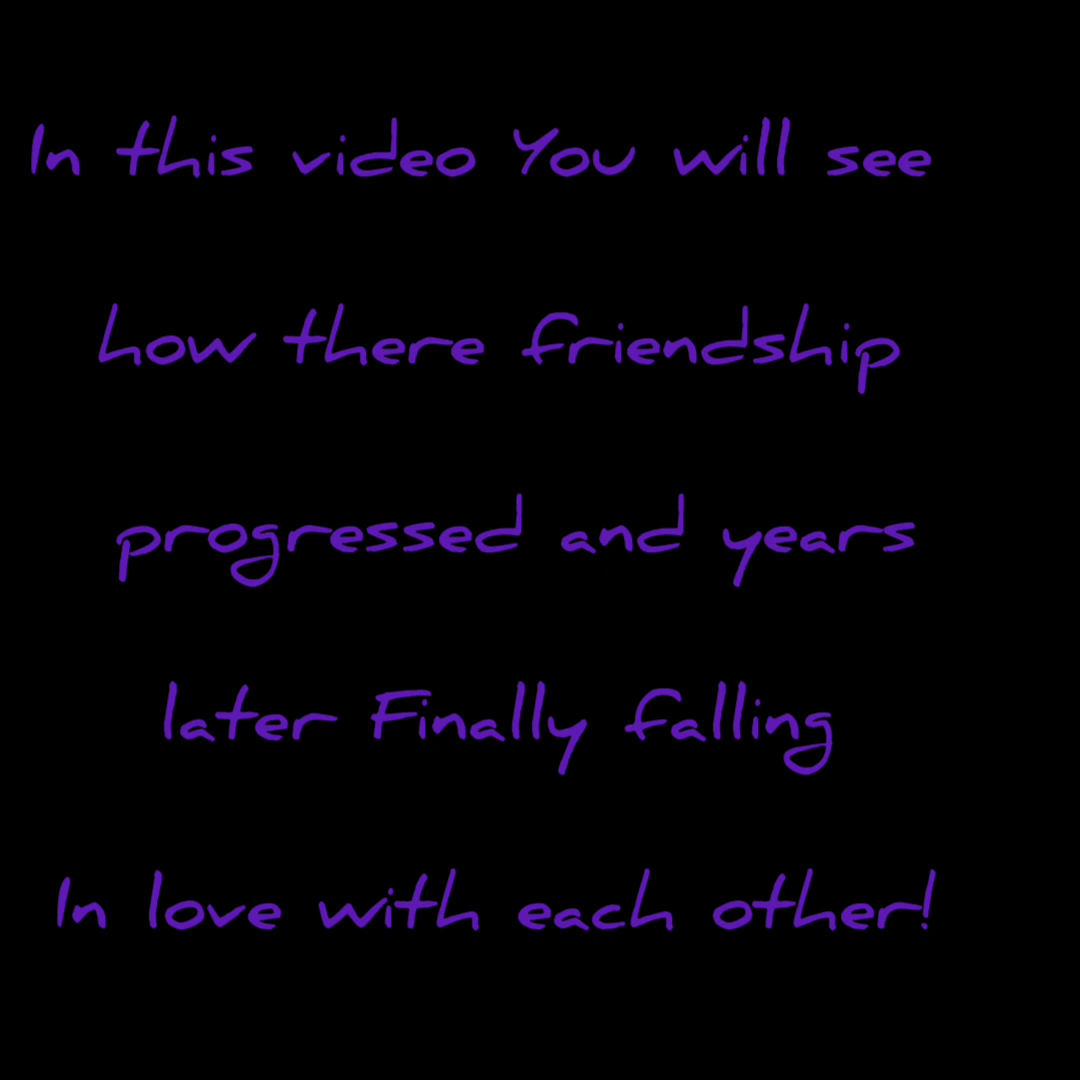 In this video You will see
how there friendship
progressed and years
later Finally falling
In love with each other!